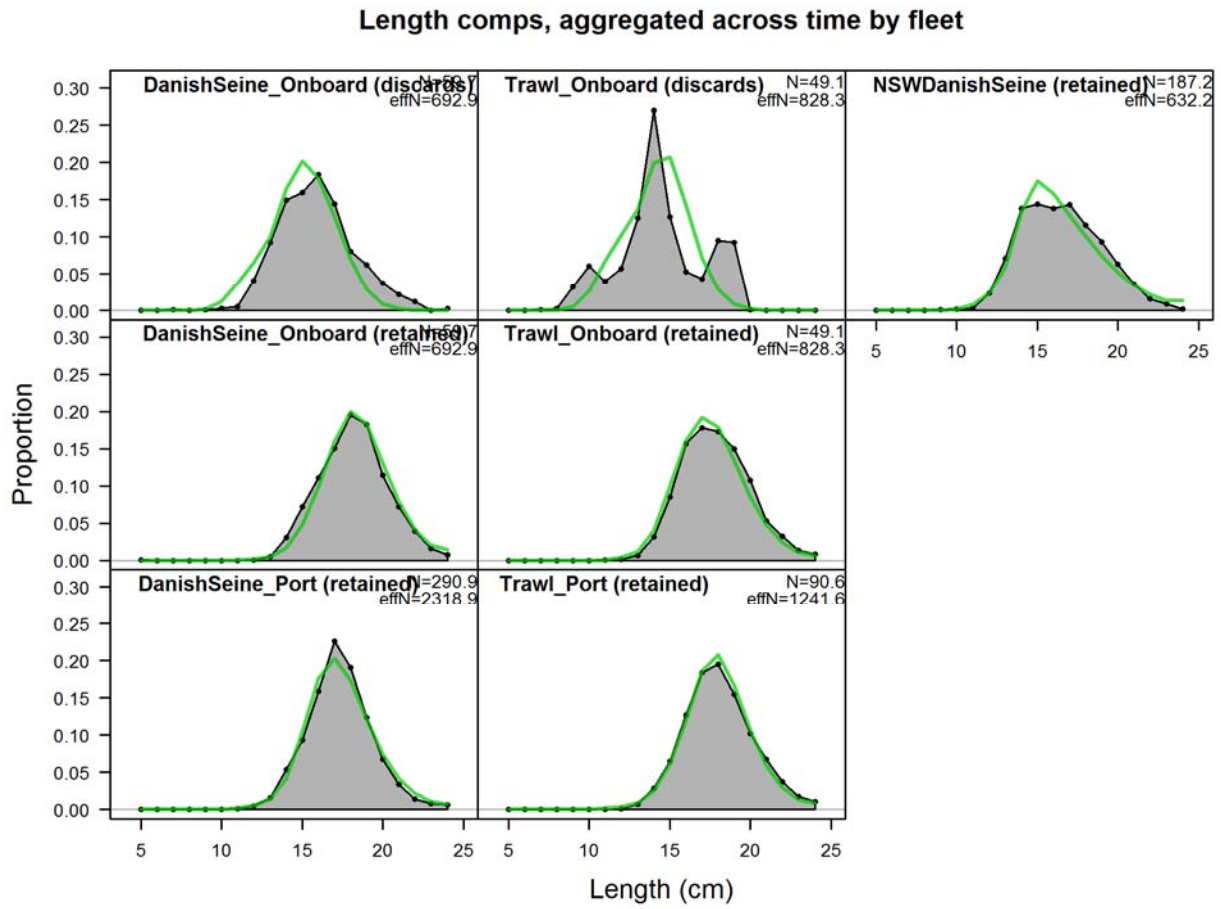 Length comps, aggregated across time by fleet
DanishSeine_Onboard (discards)
effN=692.9
Trawl_Onboard (discards)
N=49.1
effN=828.3
NSWDanishSeine (retained)
N=187.2
effN=632.2
0.30
0.25
0.20
0.15
0.10
0.05
0.00
5
10
15
20
25
DanishSeine_Onboard (retained)
effN=692.9
Trawl_Onboard (retained)
N=49.1
effN=828.3
0.30
0.25
0.20
0.15
0.10
0.05
0.00
Proportion
DanishSeine_Port (retained)
N=290.9
effN=2318.9
Trawl_Port (retained)
N=90.6
effN=1241.6
0.30
0.25
0.20
0.15
0.10
0.05
0.00
5
10
15
20
25
5
10
15
20
25
Length (cm)